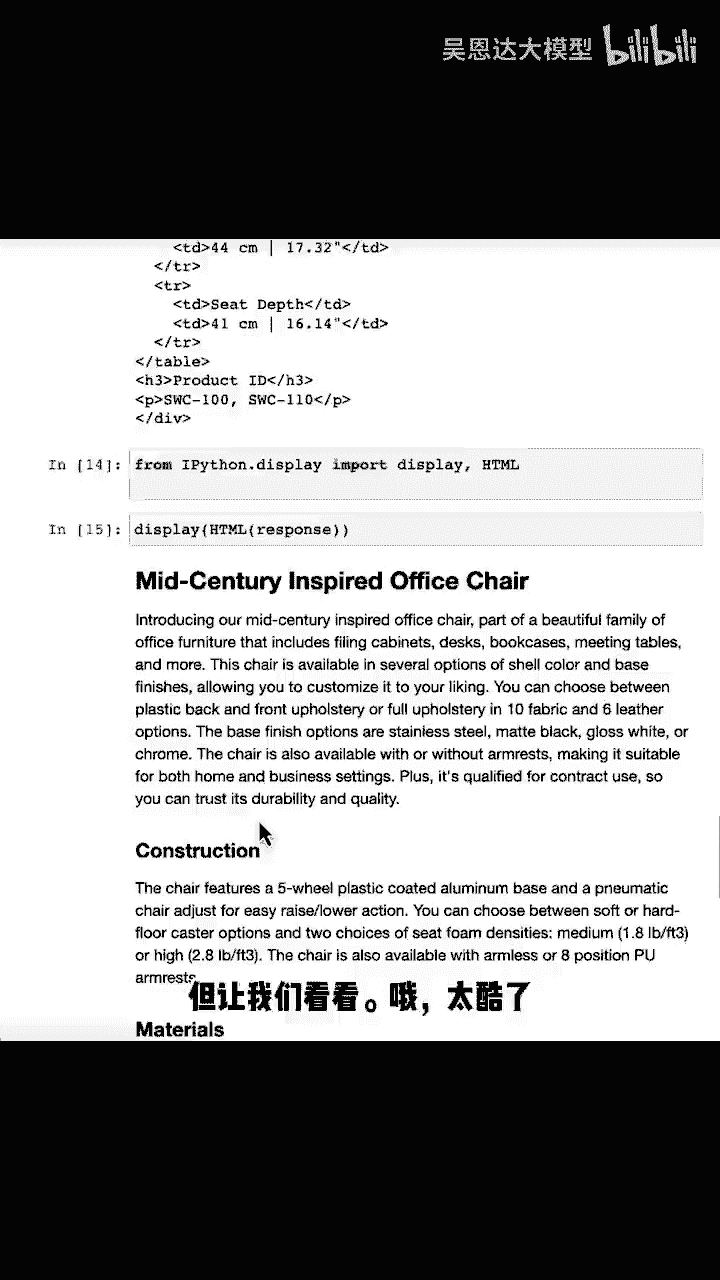 吴恩达大模型 bilibili
<td>44 cm | 17.32"</td>
</tr>
<tr>
<td>Seat Depth</td>
<td>41 cm | 16.14"</td>
</tr>
</table>
<h3>Product ID</h3>
<p>SWC-100, SWC-110</p>
</div>
In [14]: from IPython.display import display, HTML
In [15]: display(HTML(response))
Mid-Century Inspired Office Chair
Introducing our mid-century inspired office chair, part of a beautiful family of
office furniture that includes filing cabinets, desks, bookcases, meeting tables,
and more. This chair is available in several options of shell color and base
finishes, allowing you to customize it to your liking. You can choose between
plastic back and front upholstery or full upholstery in 10 fabric and 6 leather
options. The base finish options are stainless steel, matte black, gloss white, or
chrome. The chair is also available with or without armrests, making it suitable
for both home and business settings. Plus, it's qualified for contract use, so
you can trust its durability and quality.
Construction
The chair features a 5-wheel plastic coated aluminum base and a pneumatic
chair adjust for easy raise/lower action. You can choose between soft or hard-
floor caster options and two choices of seat foam densities: medium (1.8 lb/ft3)
or high (2.8 lb/ft3). The chair is also available with armless or 8 position PU
armrests.
但让我们看看。哦，太酷了
Materials